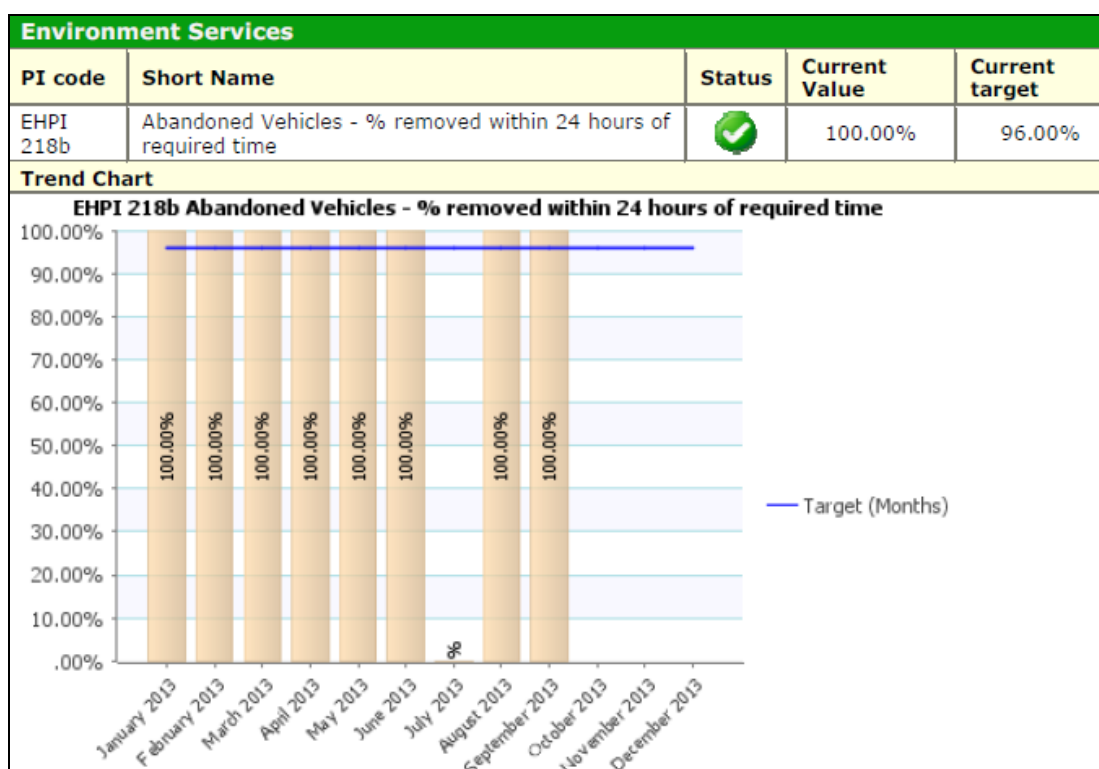 Environment Services
PI code Short Name Status Current Value Current target
EHPI 218b Abandoned Vehicles - % removed within 24 hours of required time 100.00% 96.00%
Trend Chart
EHPI 218b Abandoned Vehicles - % removed within 24 hours of required time
100.00%
90.00%
80.00%
70.00%
60.00%
50.00%
40.00%
30.00%
20.00%
10.00%
.00%
100.00% 100.00% 100.00% 100.00% 100.00% 100.00% % 100.00% 100.00%
January 2013 February 2013 March 2013 April 2013 May 2013 June 2013 July 2013 August 2013 September 2013 October 2013 November 2013 December 2013
Target (Months)